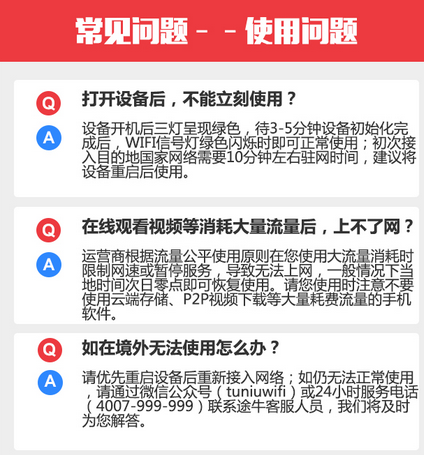 常见问题--使用问题
Q 打开设备后，不能立刻使用？
A 设备开机后三灯呈现绿色，待3-5分钟设备初始化完
成后，WIFI信号灯绿色闪烁时即可正常使用；初次接
入目的地国家网络需要10分钟左右驻网时间，建议将
设备重启后使用。
Q 在线观看视频等消耗大量流量后，上不了网？
A 运营商根据流量公平使用原则在您使用大流量消耗时
限制网速或暂停服务，导致无法上网，一般情况下当
地时间次日零点即可恢复使用。请您使用时注意不要
使用云端存储、P2P视频下载等大量耗费流量的手机
软件。
Q 如在境外无法使用怎么办？
A 请优先重启设备后重新接入网络；如仍无法正常使用
，请通过微信公众号（tuniuwifi）或24小时服务电话
（4007-999-999）联系途牛客服人员，我们将及时
为您解答。